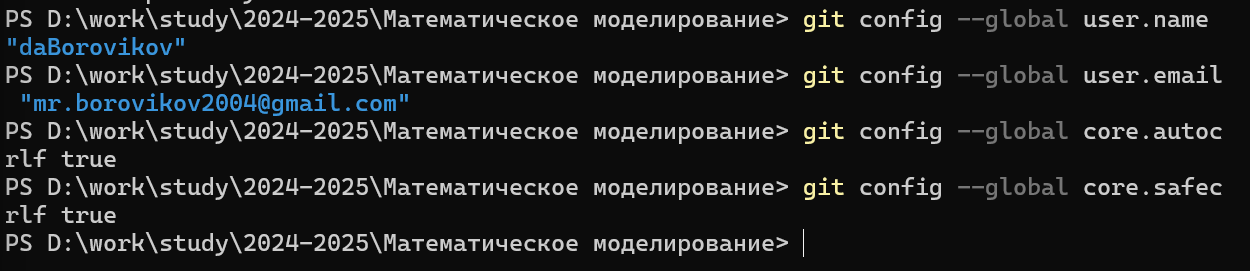 PS D:\work\study\2024-2025\Математическое моделирование> git config --global user.name
"daBorovikov"
PS D:\work\study\2024-2025\Математическое моделирование> git config --global user.email
"mr.borovikov2004@gmail.com"
PS D:\work\study\2024-2025\Математическое моделирование> git config --global core.autoc
rlf true
PS D:\work\study\2024-2025\Математическое моделирование> git config --global core.safec
rlf true
PS D:\work\study\2024-2025\Математическое моделирование>